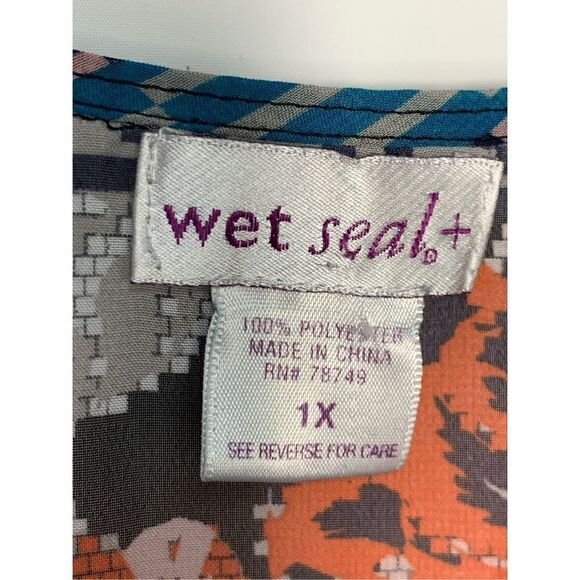 wet seal®+
100% POLYESTER
MADE IN CHINA
RN# 78749
1X
SEE REVERSE FOR CARE